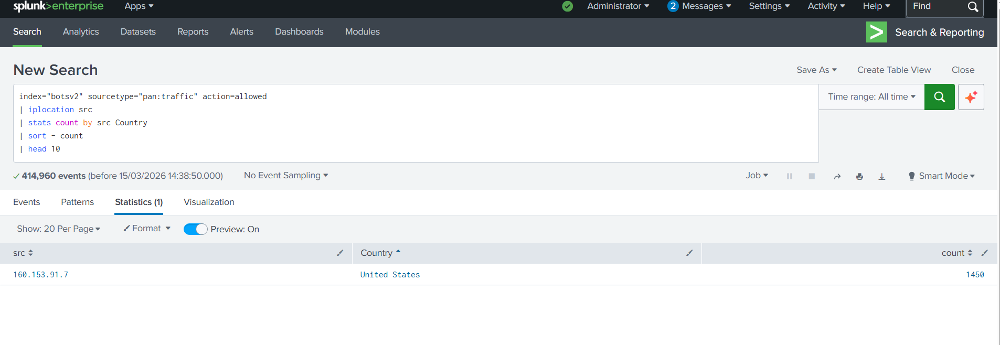 splunk>enterprise Apps Administrator 2 Messages Settings Activity Help Find
Search Analytics Datasets Reports Alerts Dashboards Modules > Search & Reporting
New Search Save As Create Table View Close
index="botsv2" sourcetype="pan:traffic" action=allowed
| iplocation src
| stats count by src Country
| sort - count
| head 10
Time range: All time
✓ 414,960 events (before 15/03/2026 14:38:50.000) No Event Sampling Job Smart Mode
Events Patterns Statistics (1) Visualization
Show: 20 Per Page Format Preview: On
src Country count
160.153.91.7 United States 1450